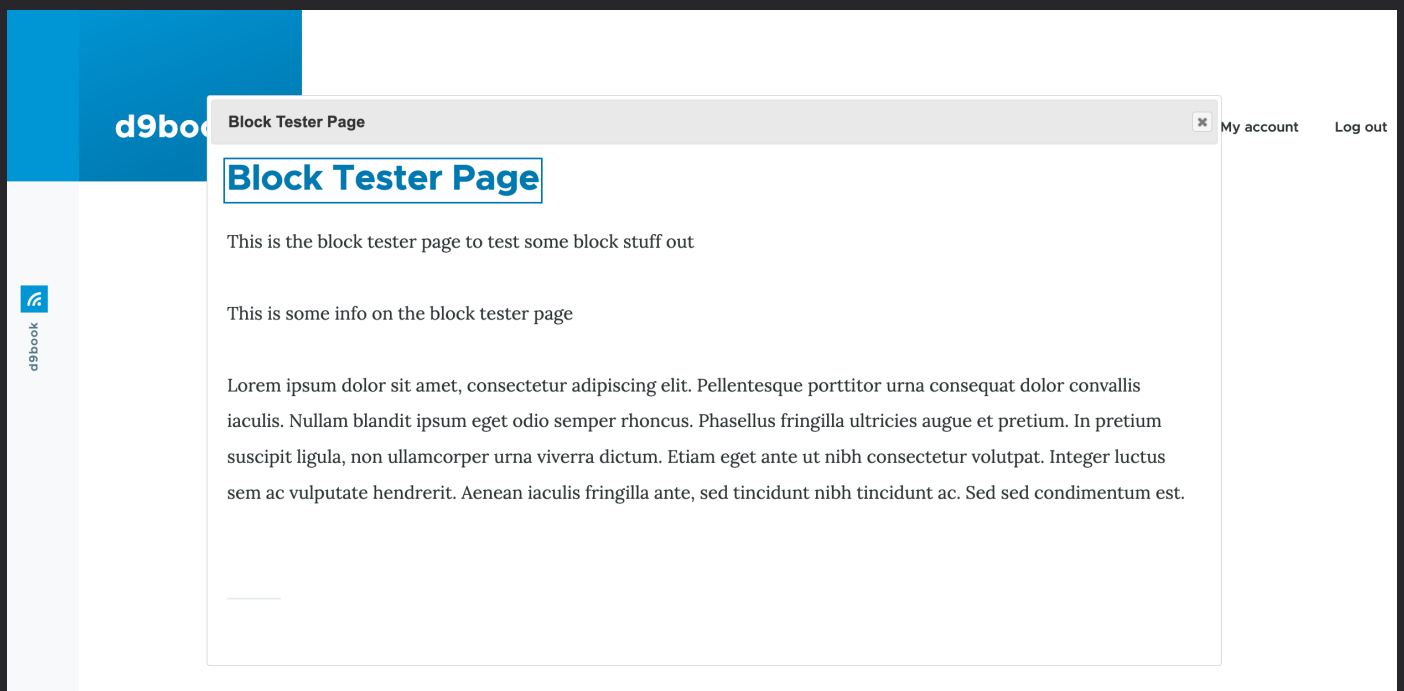 d9boo
Block Tester Page
My account
Log out
Block Tester Page
This is the block tester page to test some block stuff out
This is some info on the block tester page
d9book
Lorem ipsum dolor sit amet, consectetur adipiscing elit. Pellentesque porttitor urna consequat dolor convallis
iaculis. Nullam blandit ipsum eget odio semper rhoncus. Phasellus fringilla ultricies augue et pretium. In pretium
suscipit ligula, non ullamcorper urna viverra dictum. Etiam eget ante ut nibh consectetur volutpat. Integer luctus
sem ac vulputate hendrerit. Aenean iaculis fringilla ante, sed tincidunt nibh tincidunt ac. Sed sed condimentum est.